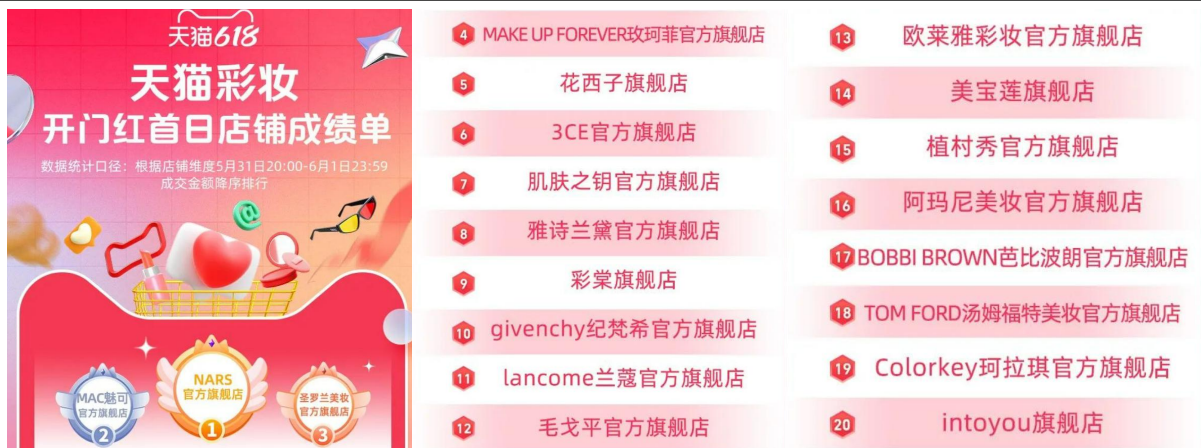 天猫618
天猫彩妆
开门红首日店铺成绩单
数据统计口径：根据店铺维度5月31日20:00-6月1日23:59
成交金额降序排行
@
NARS
官方旗舰店
1
MAC魅可
官方旗舰店
2
圣罗兰美妆
官方旗舰店
3
4 MAKE UP FOREVER玫珂菲官方旗舰店
5 花西子旗舰店
6 3CE官方旗舰店
7 肌肤之钥官方旗舰店
8 雅诗兰黛官方旗舰店
9 彩棠旗舰店
10 givenchy纪梵希官方旗舰店
11 lancome兰蔻官方旗舰店
12 毛戈平官方旗舰店
13 欧莱雅彩妆官方旗舰店
14 美宝莲旗舰店
15 植村秀官方旗舰店
16 阿玛尼美妆官方旗舰店
17 BOBBI BROWN芭比波朗官方旗舰店
18 TOM FORD汤姆福特美妆官方旗舰店
19 Colorkey珂拉琪官方旗舰店
20 intoyou旗舰店